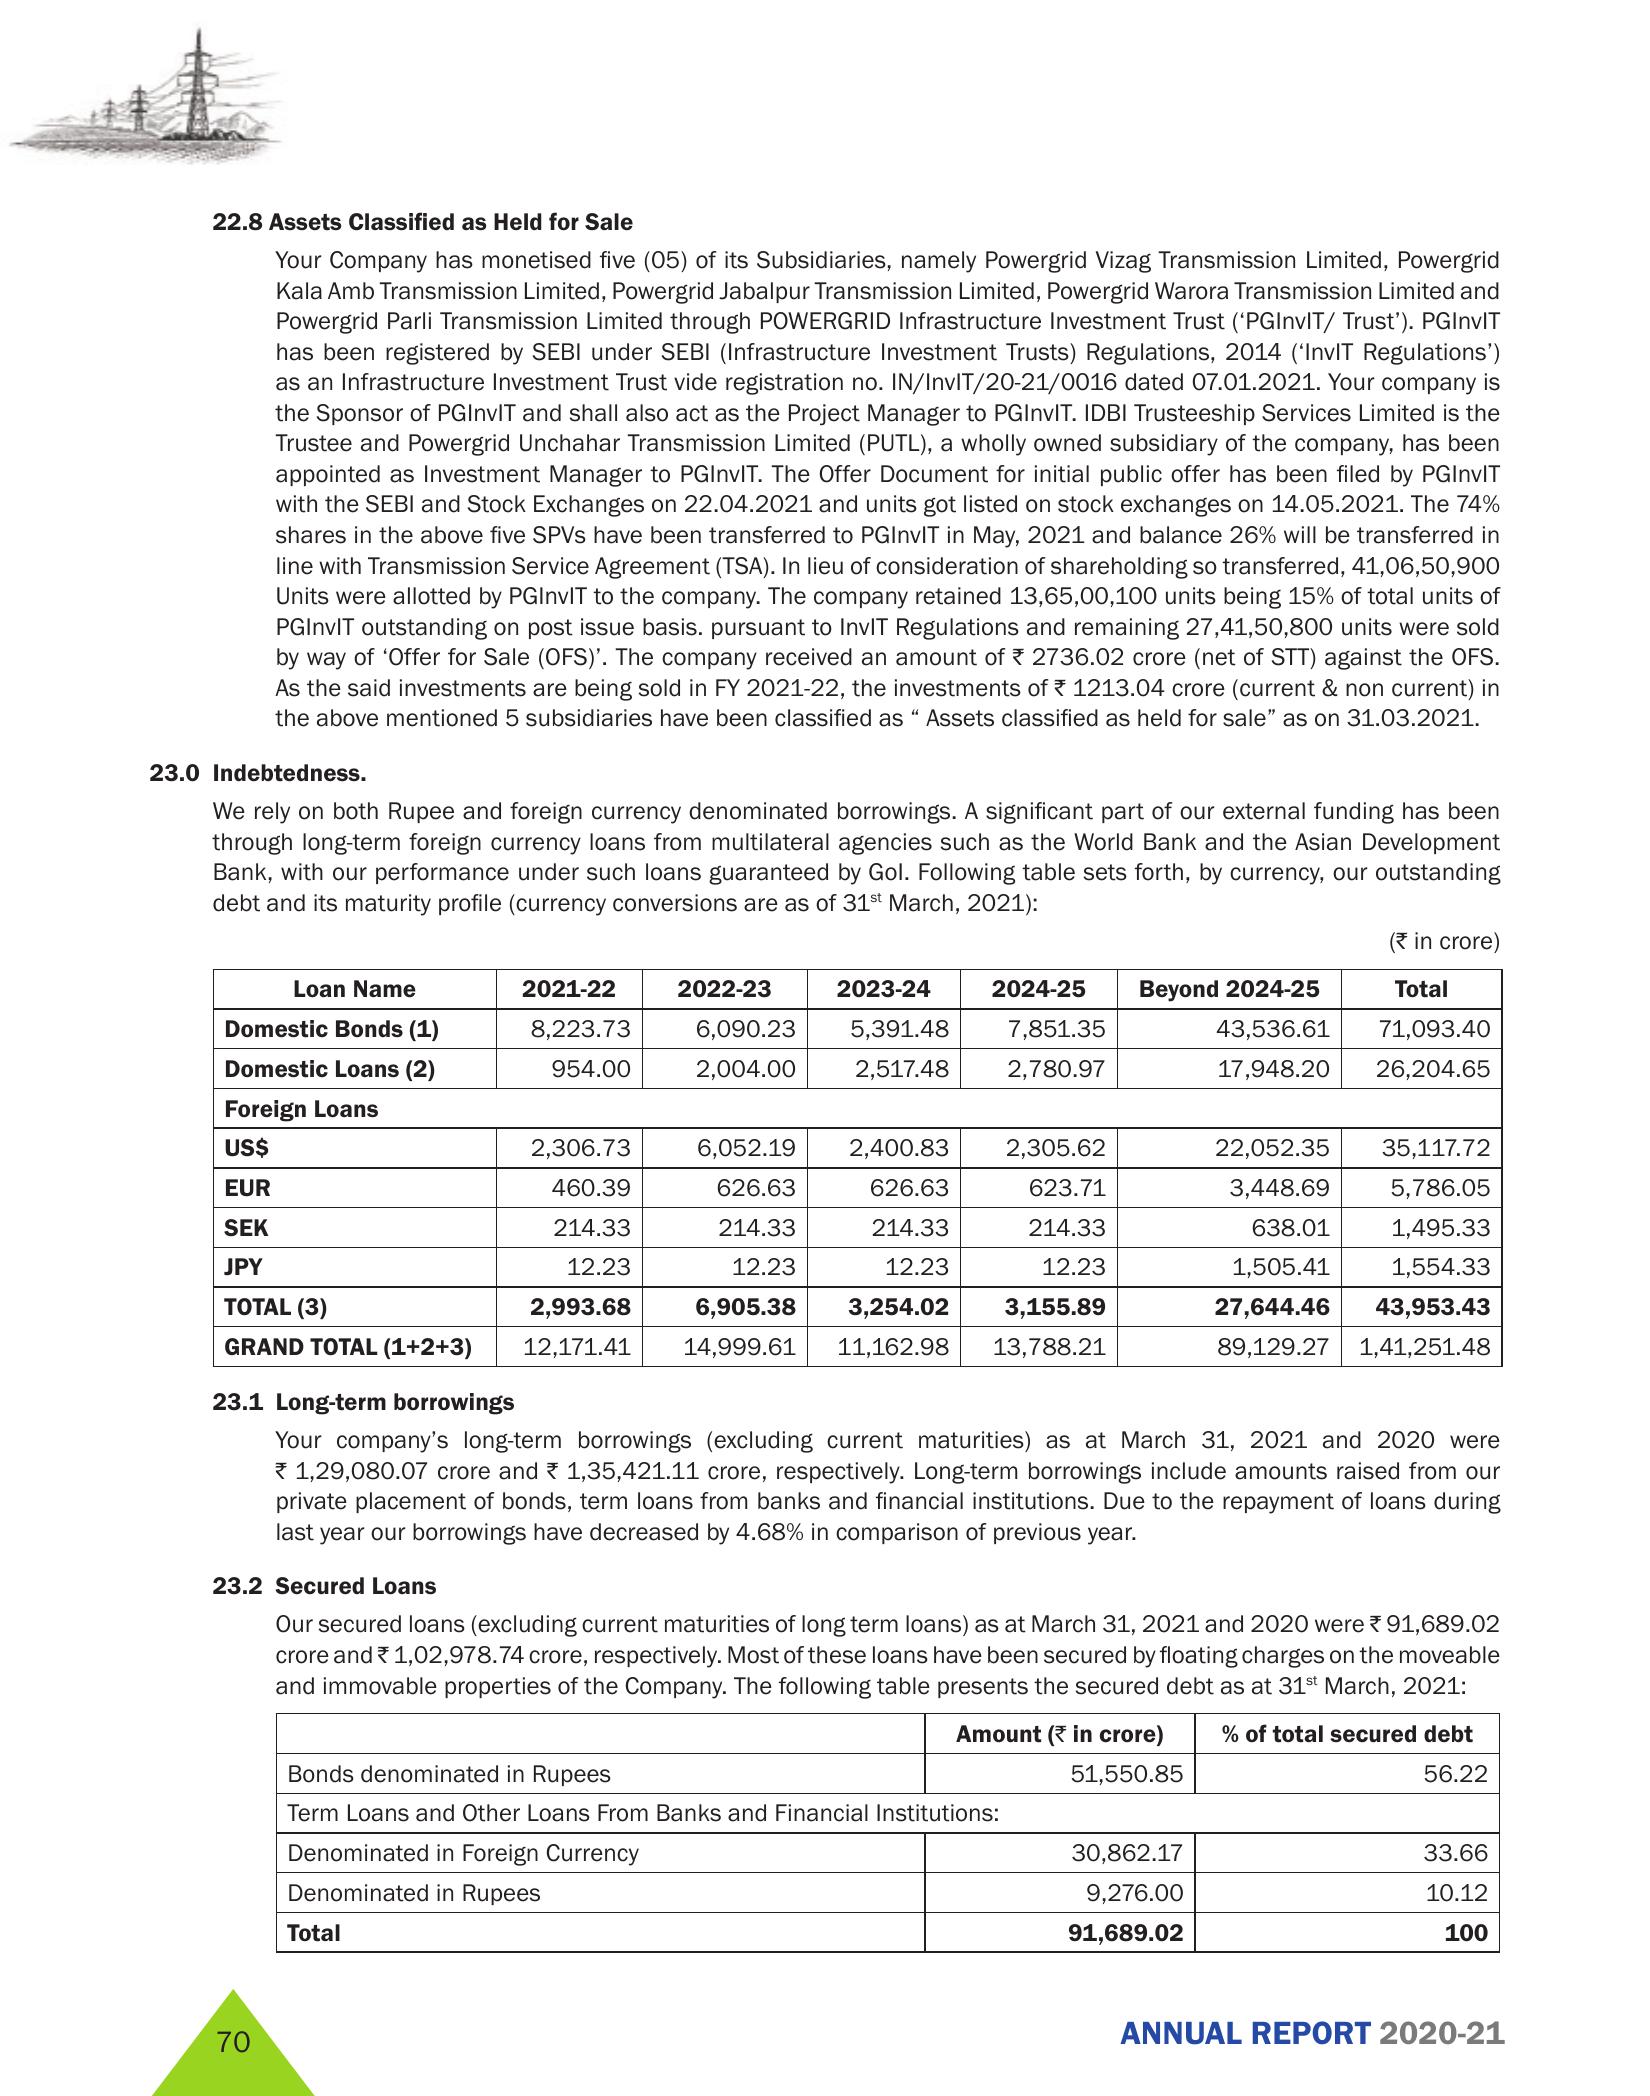 22.8 Assets Classified as Held for Sale
Your Company has monetised five (05) of its Subsidiaries, namely Powergrid Vizag Transmission Limited, Powergrid
Kala Amb Transmission Limited, Powergrid Jabalpur Transmission Limited, Powergrid Warora Transmission Limited and
Powergrid Parli Transmission Limited through POWERGRID Infrastructure Investment Trust (‘PGInvIT/ Trust’). PGInvIT
has been registered by SEBI under SEBI (Infrastructure Investment Trusts) Regulations, 2014 (‘InvIT Regulations’)
as an Infrastructure Investment Trust vide registration no. IN/InvIT/20-21/0016 dated 07.01.2021. Your company is
the Sponsor of PGInvIT and shall also act as the Project Manager to PGInvIT. IDBI Trusteeship Services Limited is the
Trustee and Powergrid Unchahar Transmission Limited (PUTL), a wholly owned subsidiary of the company, has been
appointed as Investment Manager to PGInvIT. The Offer Document for initial public offer has been filed by PGInvIT
with the SEBI and Stock Exchanges on 22.04.2021 and units got listed on stock exchanges on 14.05.2021. The 74%
shares in the above five SPVs have been transferred to PGInvIT in May, 2021 and balance 26% will be transferred in
line with Transmission Service Agreement (TSA). In lieu of consideration of shareholding so transferred, 41,06,50,900
Units were allotted by PGInvIT to the company. The company retained 13,65,00,100 units being 15% of total units of
PGInvIT outstanding on post issue basis. pursuant to InvIT Regulations and remaining 27,41,50,800 units were sold
by way of ‘Offer for Sale (OFS)’. The company received an amount of ₹ 2736.02 crore (net of STT) against the OFS.
As the said investments are being sold in FY 2021-22, the investments of ₹ 1213.04 crore (current & non current) in
the above mentioned 5 subsidiaries have been classified as “ Assets classified as held for sale” as on 31.03.2021.
23.0 Indebtedness.
We rely on both Rupee and foreign currency denominated borrowings. A significant part of our external funding has been
through long-term foreign currency loans from multilateral agencies such as the World Bank and the Asian Development
Bank, with our performance under such loans guaranteed by GoI. Following table sets forth, by currency, our outstanding
debt and its maturity profile (currency conversions are as of 31st March, 2021):
(₹ in crore)
Loan Name 2021-22 2022-23 2023-24 2024-25 Beyond 2024-25 Total
Domestic Bonds (1) 8,223.73 6,090.23 5,391.48 7,851.35 43,536.61 71,093.40
Domestic Loans (2) 954.00 2,004.00 2,517.48 2,780.97 17,948.20 26,204.65
Foreign Loans
US$ 2,306.73 6,052.19 2,400.83 2,305.62 22,052.35 35,117.72
EUR 460.39 626.63 626.63 623.71 3,448.69 5,786.05
SEK 214.33 214.33 214.33 214.33 638.01 1,495.33
JPY 12.23 12.23 12.23 12.23 1,505.41 1,554.33
TOTAL (3) 2,993.68 6,905.38 3,254.02 3,155.89 27,644.46 43,953.43
GRAND TOTAL (1+2+3) 12,171.41 14,999.61 11,162.98 13,788.21 89,129.27 1,41,251.48
23.1 Long-term borrowings
Your company’s long-term borrowings (excluding current maturities) as at March 31, 2021 and 2020 were
₹ 1,29,080.07 crore and ₹ 1,35,421.11 crore, respectively. Long-term borrowings include amounts raised from our
private placement of bonds, term loans from banks and financial institutions. Due to the repayment of loans during
last year our borrowings have decreased by 4.68% in comparison of previous year.
23.2 Secured Loans
Our secured loans (excluding current maturities of long term loans) as at March 31, 2021 and 2020 were ₹ 91,689.02
crore and ₹ 1,02,978.74 crore, respectively. Most of these loans have been secured by floating charges on the moveable
and immovable properties of the Company. The following table presents the secured debt as at 31st March, 2021:
Amount (₹ in crore) % of total secured debt
Bonds denominated in Rupees 51,550.85 56.22
Term Loans and Other Loans From Banks and Financial Institutions:
Denominated in Foreign Currency 30,862.17 33.66
Denominated in Rupees 9,276.00 10.12
Total 91,689.02 100
70
ANNUAL REPORT 2020-21